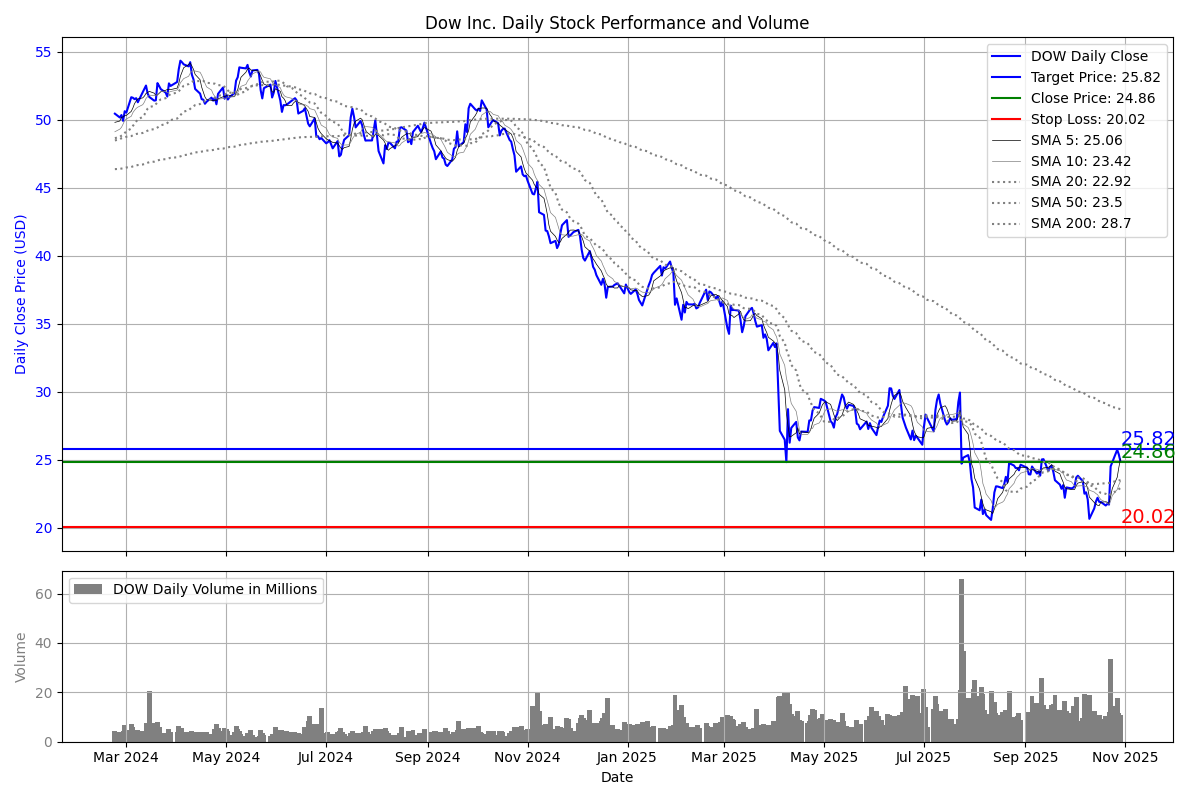 Dow Inc. Daily Stock Performance and Volume
Daily Close Price (USD)
55
50
45
40
35
30
25
20
DOW Daily Close
Target Price: 25.82
Close Price: 24.86
Stop Loss: 20.02
SMA 5: 25.06
SMA 10: 23.42
SMA 20: 22.92
SMA 50: 23.5
SMA 200: 28.7
25.82
24.86
20.02
Volume
60
40
20
0
DOW Daily Volume in Millions
Mar 2024 May 2024 Jul 2024 Sep 2024 Nov 2024 Jan 2025 Mar 2025 May 2025 Jul 2025 Sep 2025 Nov 2025
Date